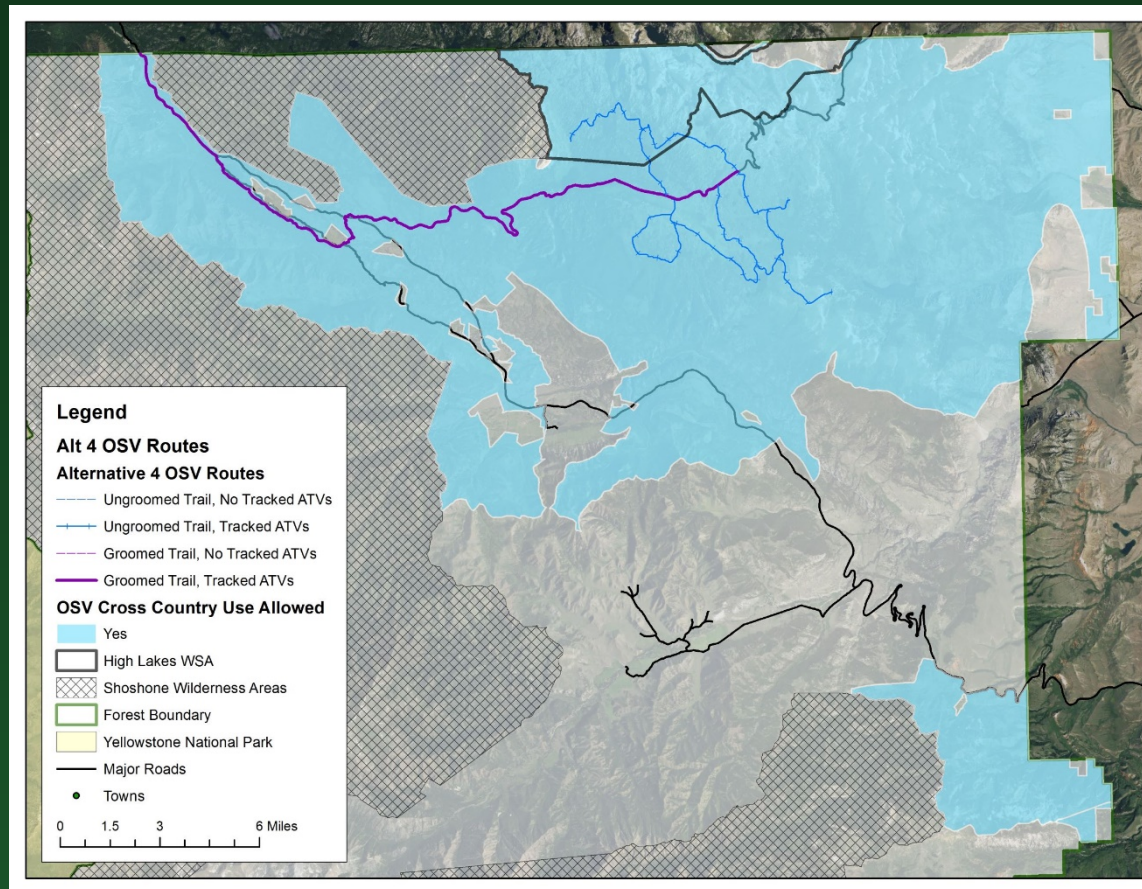 Legend
Alt 4 OSV Routes
Alternative 4 OSV Routes
Ungroomed Trail, No Tracked ATVs
Ungroomed Trail, Tracked ATVs
Groomed Trail, No Tracked ATVs
Groomed Trail, Tracked ATVs
OSV Cross Country Use Allowed
Yes
High Lakes WSA
Shoshone Wilderness Areas
Forest Boundary
Yellowstone National Park
Major Roads
Towns
0 1.5 3 6 Miles